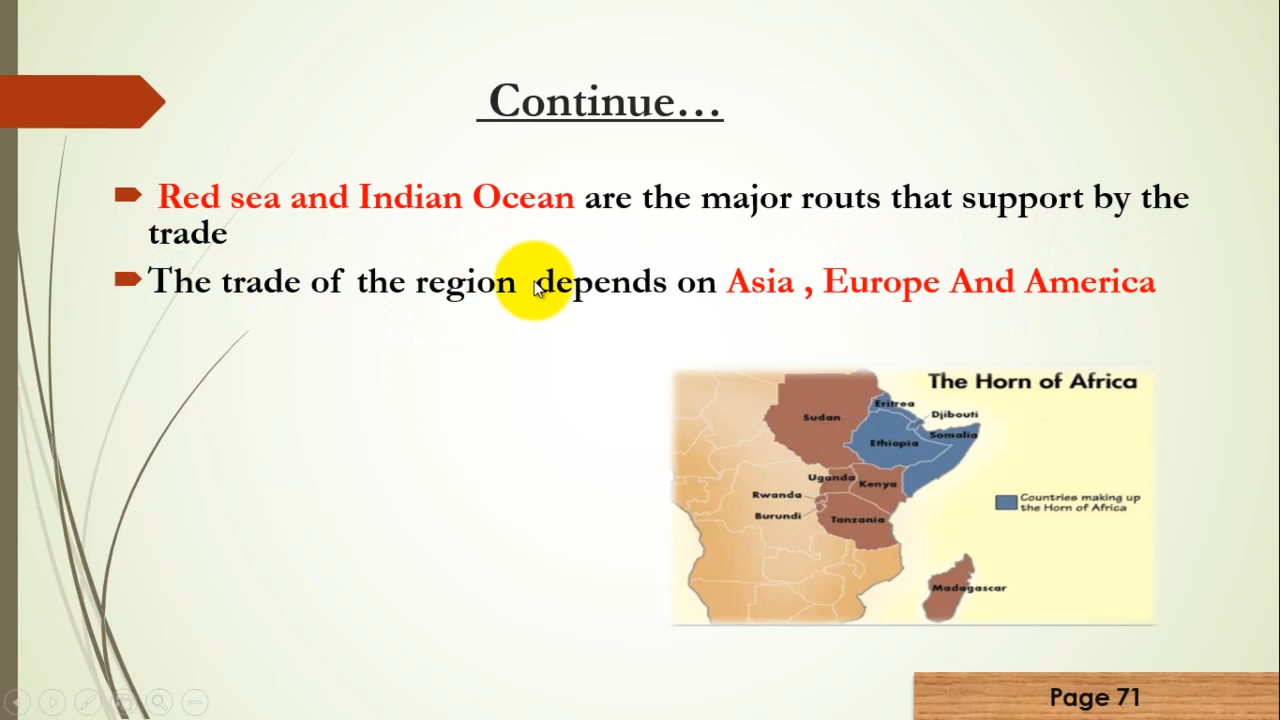 Continue…
Red sea and Indian Ocean are the major routs that support by the
trade
The trade of the region depends on Asia , Europe And America
The Horn of Africa
Eritrea
Sudan
Djibouti
Somalia
Ethiopia
Uganda
Kenya
Rwanda
Burundi
Tanzania
Countries making up
the Horn of Africa
Madagascar
Page 71